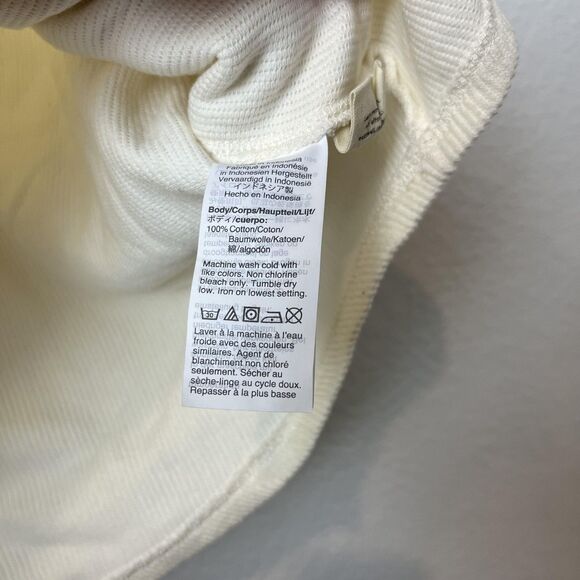 Fabriqué en Indonésie
in Indonesien Hergestellt
Vervaardigd in Indonesië
インドネシア製
Hecho en Indonesia
Body/Corps/Hauptteil/Lijf/
ボディ/cuerpo:
100% Cotton/Coton/
Baumwolle/Katoen/
綿/algodón
Machine wash cold with
like colors. Non chlorine
bleach only. Tumble dry
low. Iron on lowest setting.
30
Laver à la machine à l'eau
froide avec des couleurs
similaires. Agent de
blanchiment non chloré
seulement. Sécher au
sèche-linge au cycle doux.
Repasser à la plus basse